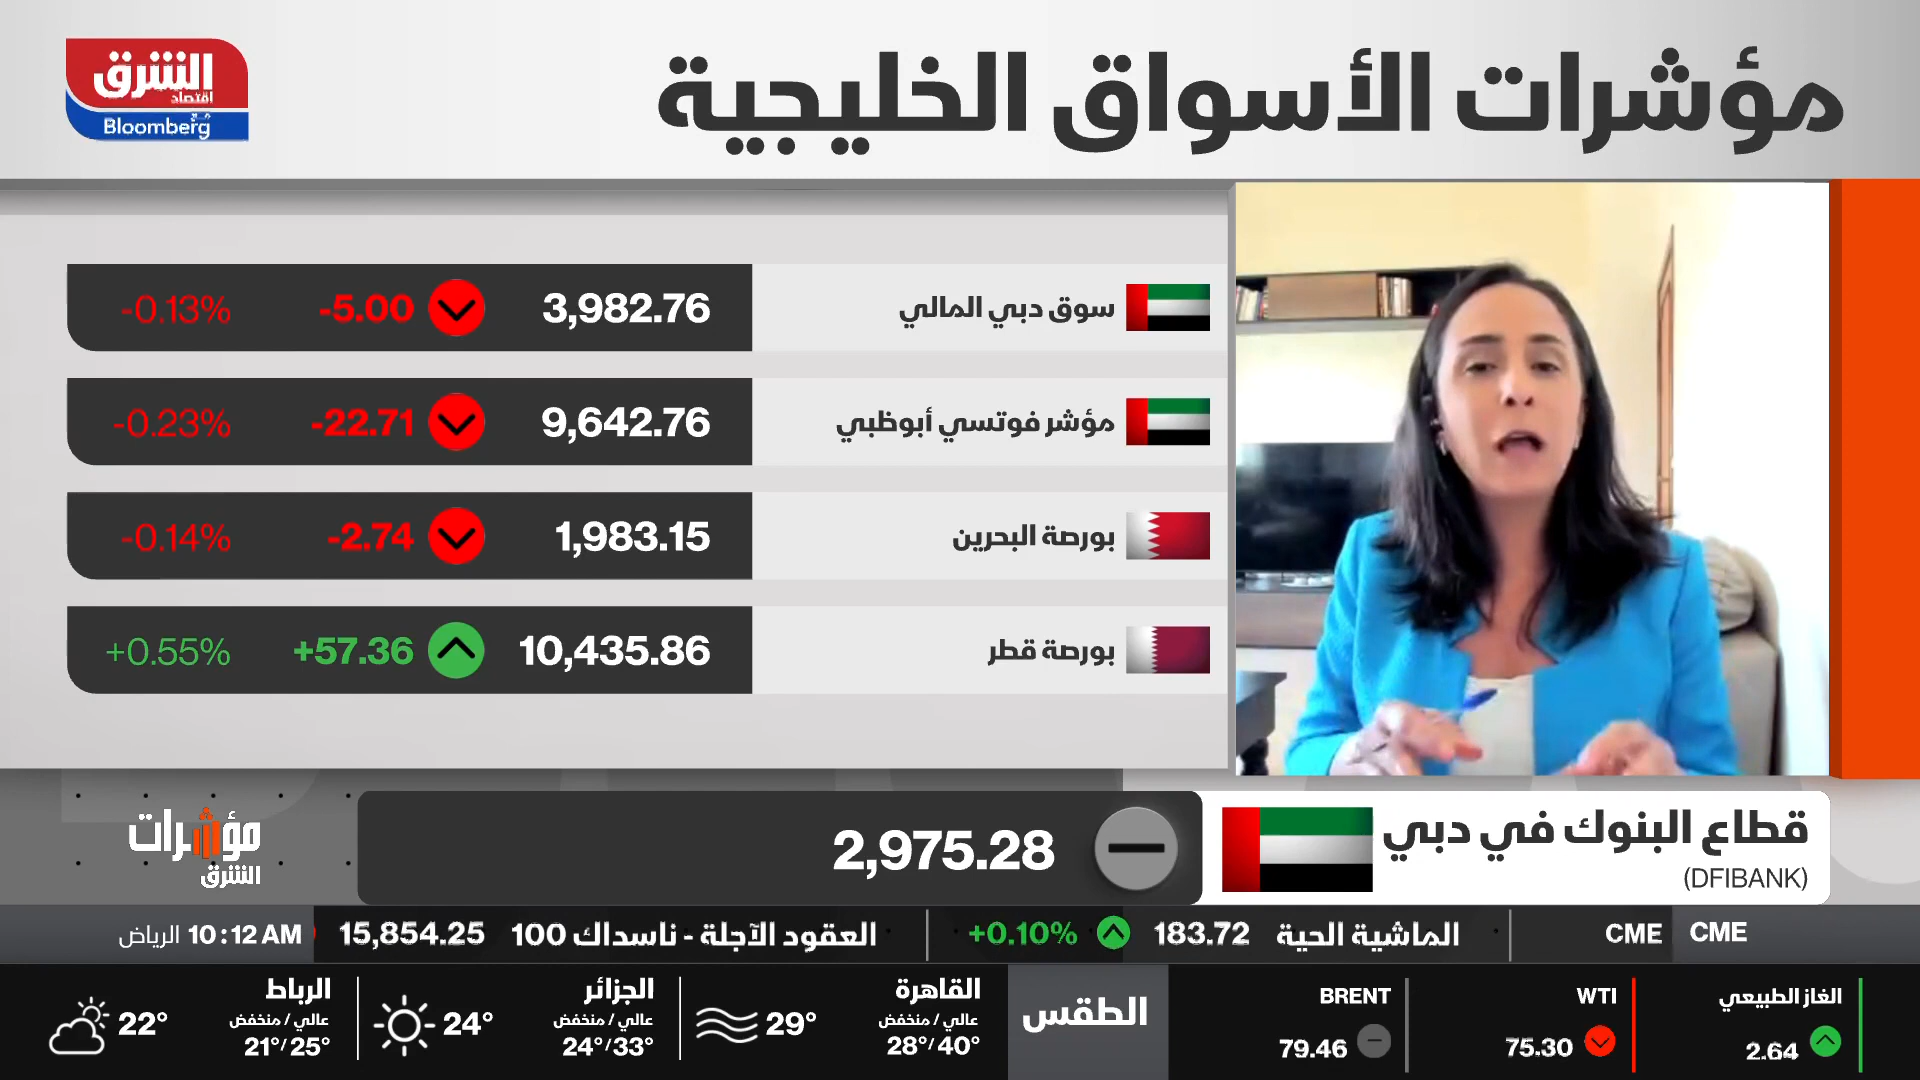 مؤشرات الأسواق الخليجية
الشرق
اقتصاد
Bloomberg
سوق دبي المالي 3,982.76 -5.00 -0.13%
مؤشر فوتسي أبوظبي 9,642.76 -22.71 -0.23%
بورصة البحرين 1,983.15 -2.74 -0.14%
بورصة قطر 10,435.86 +57.36 +0.55%
قطاع البنوك في دبي 2,975.28
(DFIBANK)
مؤشرات
الشرق
CME CME الماشية الحية 183.72 +0.10% العقود الآجلة - ناسداك 100 15,854.25
10:12 AM الرياض
الغاز الطبيعي
2.64
WTI
75.30
BRENT
79.46
الطقس
القاهرة
عالي / منخفض
28°/40°
29°
الجزائر
عالي / منخفض
24°/33°
24°
الرباط
عالي / منخفض
21°/25°
22°